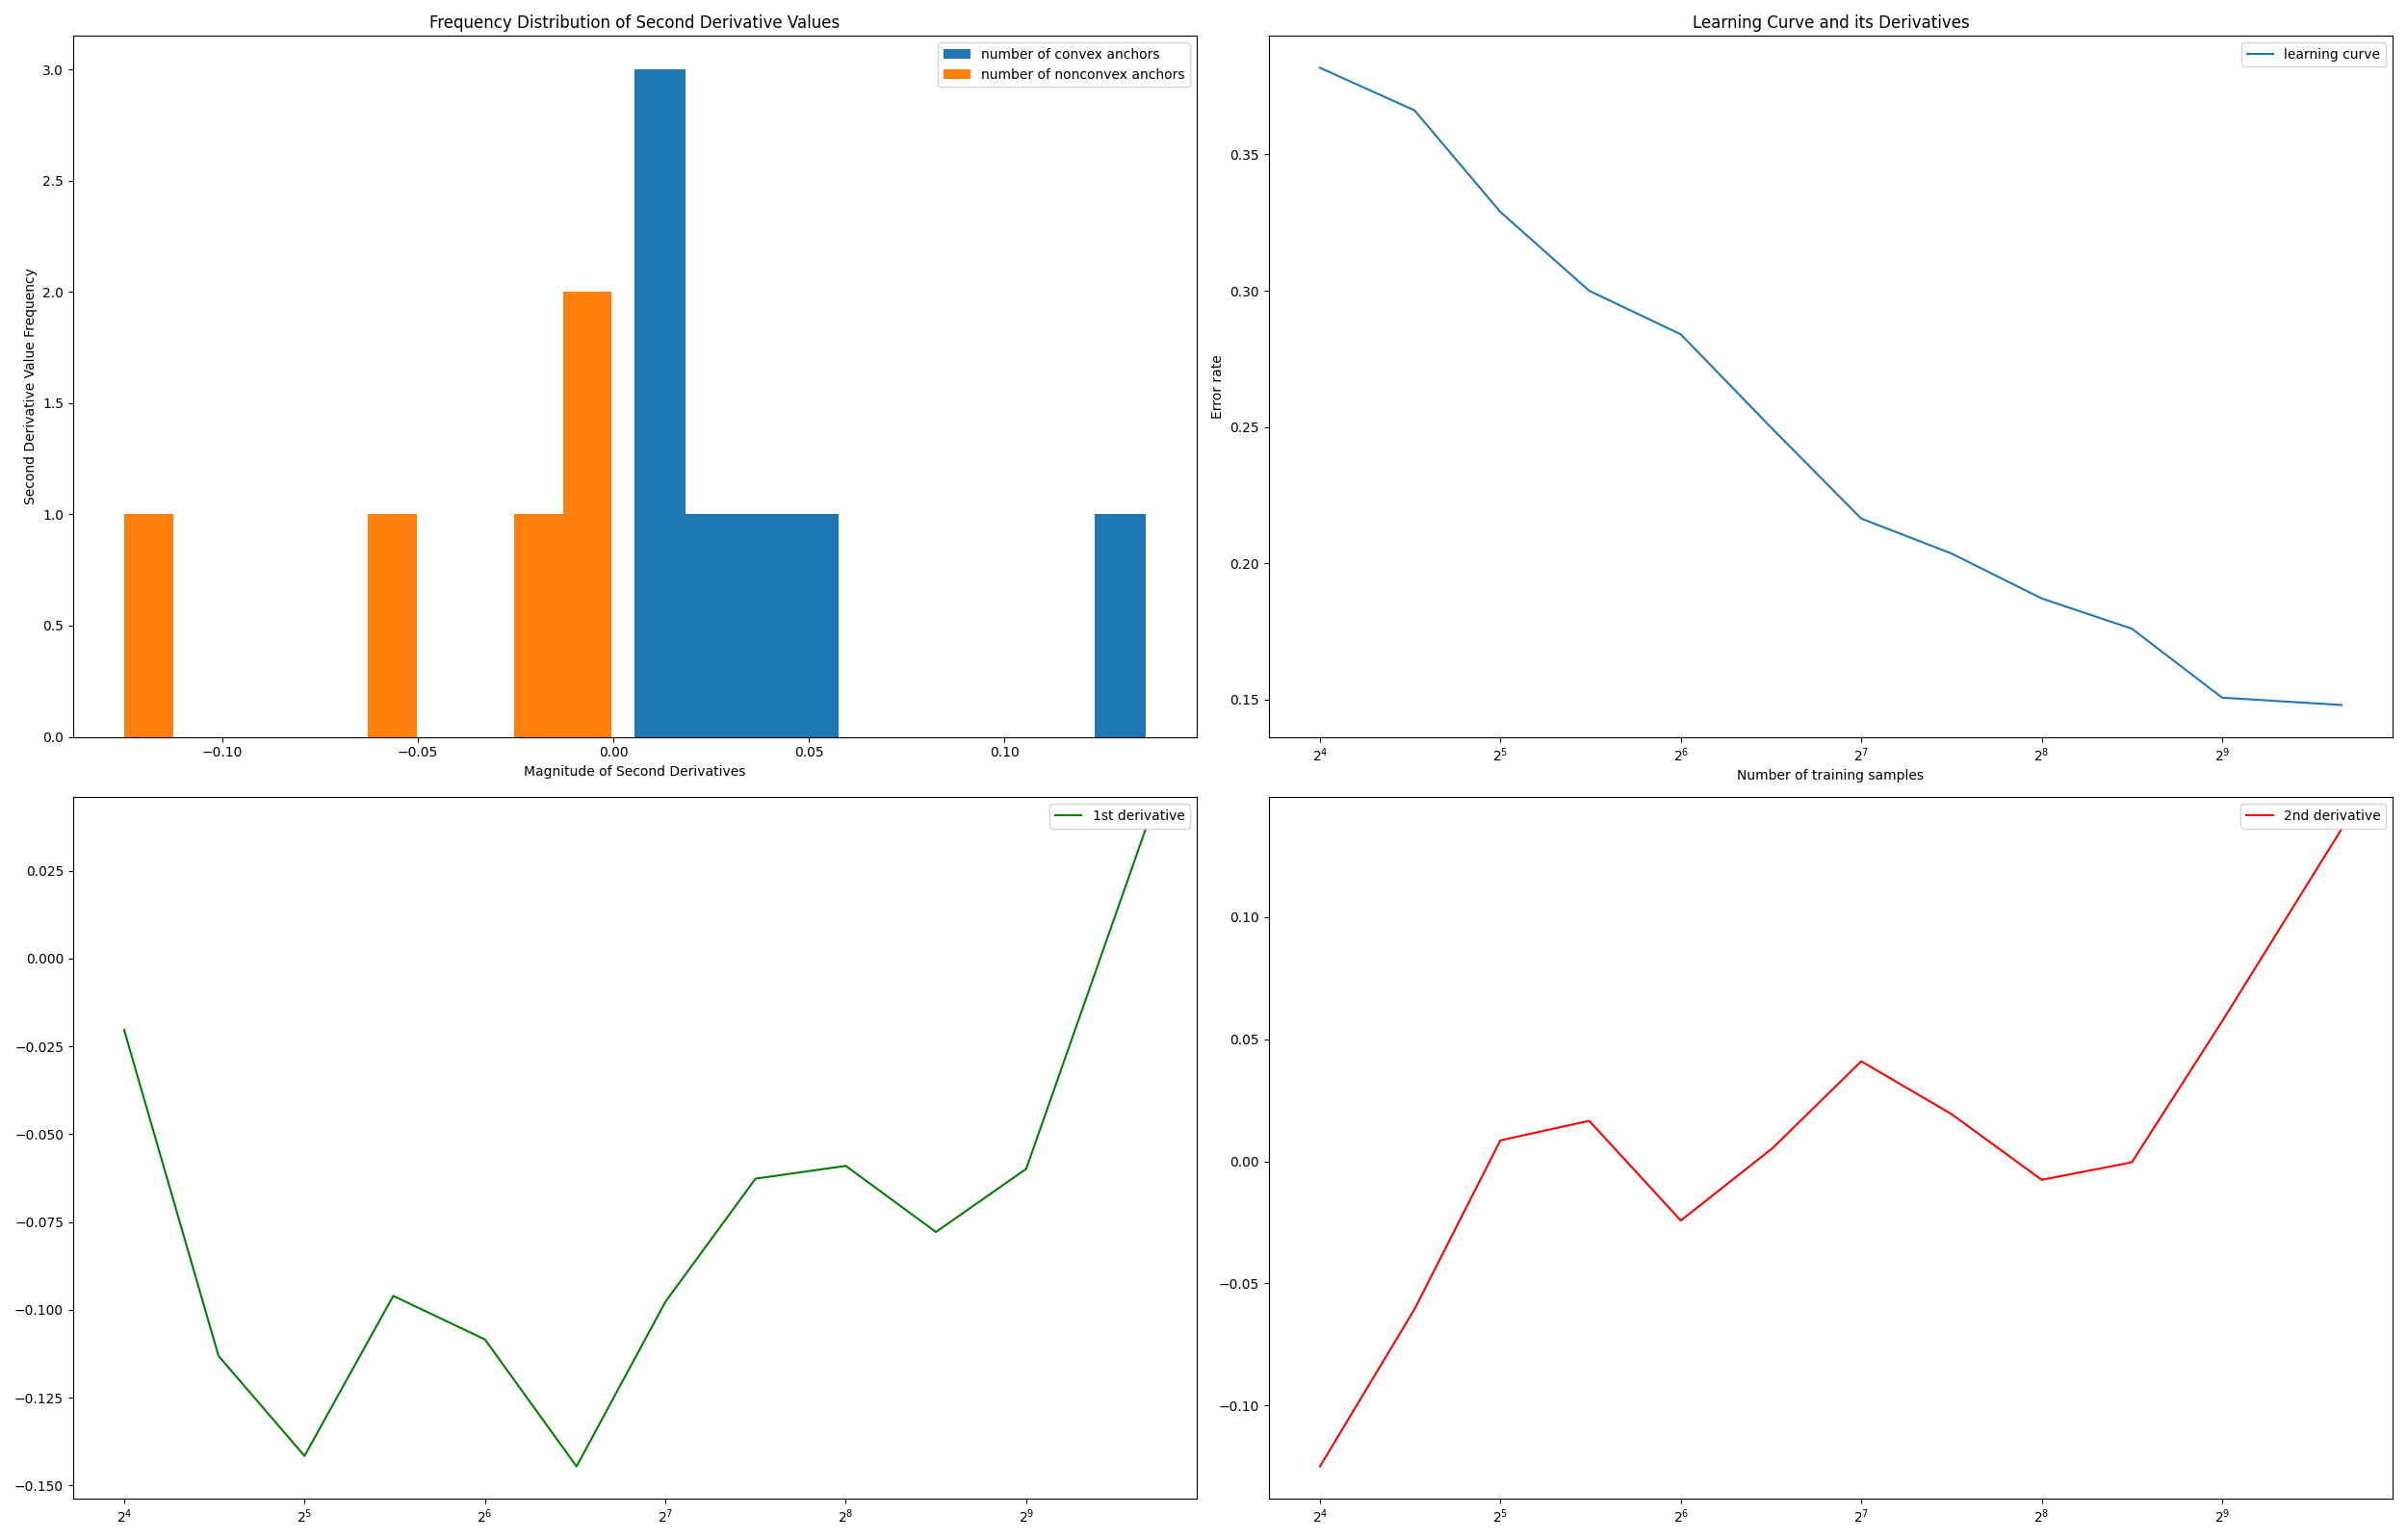 Frequency Distribution of Second Derivative Values
number of convex anchors
number of nonconvex anchors
Second Derivative Value Frequency
3.0
2.5
2.0
1.5
1.0
0.5
0.0
−0.10 −0.05 0.00 0.05 0.10
Magnitude of Second Derivatives
Learning Curve and its Derivatives
learning curve
Error rate
0.35
0.30
0.25
0.20
0.15
2⁴ 2⁵ 2⁶ 2⁷ 2⁸ 2⁹
Number of training samples
1st derivative
0.025
0.000
−0.025
−0.050
−0.075
−0.100
−0.125
−0.150
2⁴ 2⁵ 2⁶ 2⁷ 2⁸ 2⁹
2nd derivative
0.10
0.05
0.00
−0.05
−0.10
2⁴ 2⁵ 2⁶ 2⁷ 2⁸ 2⁹